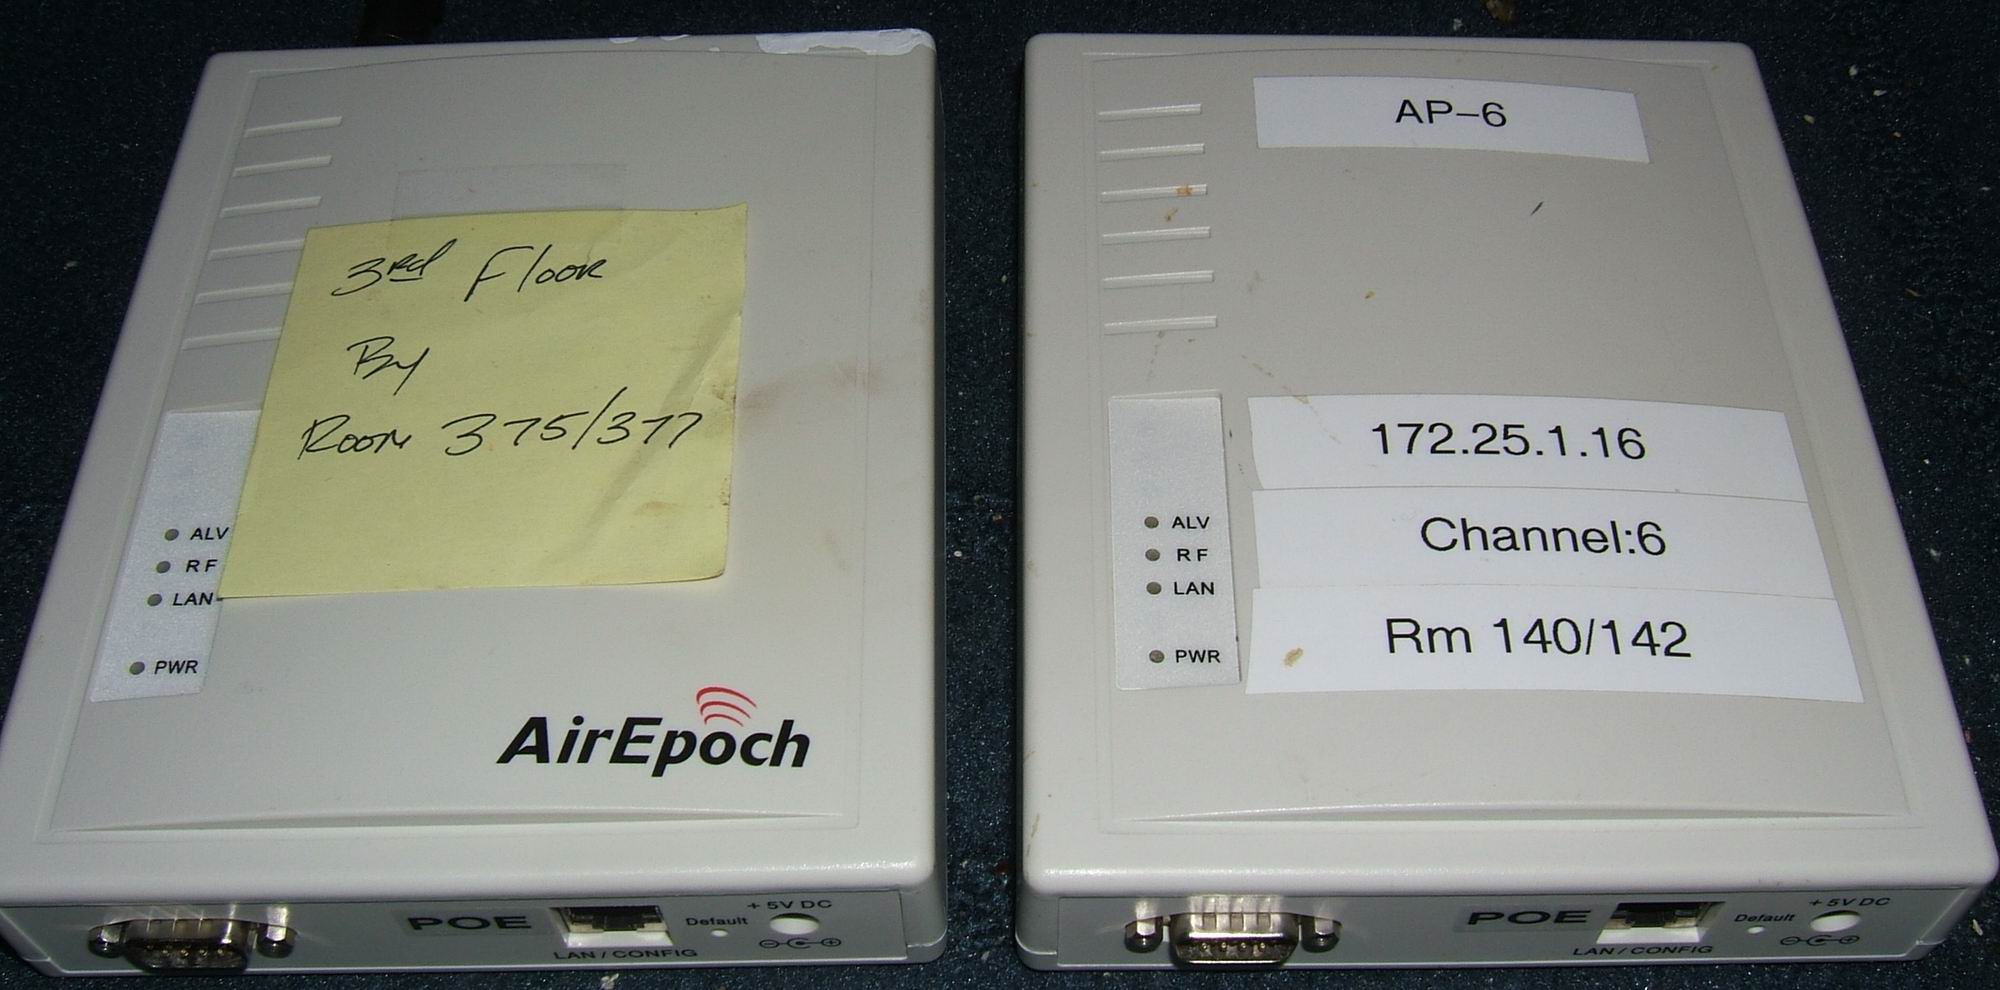 3rd Floor
By
Room 375/377
ALV
RF
LAN
PWR
AirEpoch
POE
LAN / CONFIG
Default
+ 5V DC
AP-6
172.25.1.16
Channel:6
Rm 140/142
ALV
RF
LAN
PWR
POE
LAN / CONFIG
Default
+ 5V DC